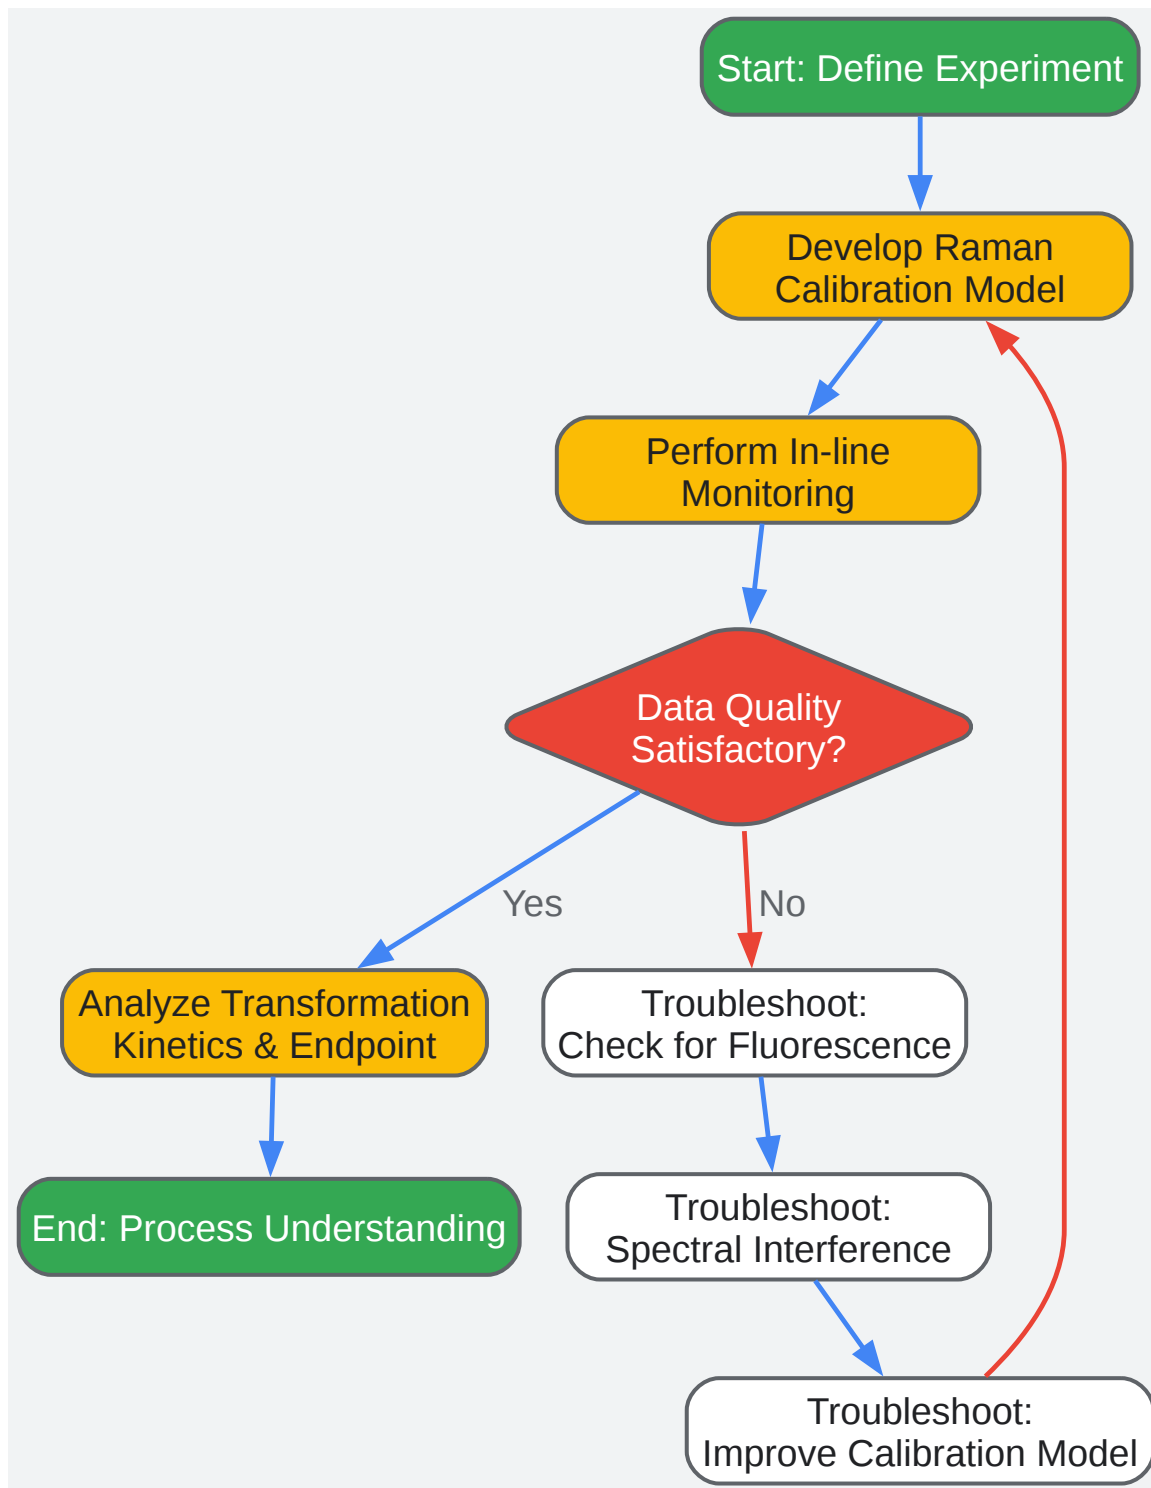 Start: Define Experiment
Develop Raman
Calibration Model
Perform In-line
Monitoring
Data Quality
Satisfactory?
Yes
No
Analyze Transformation
Kinetics & Endpoint
Troubleshoot:
Check for Fluorescence
End: Process Understanding
Troubleshoot:
Spectral Interference
Troubleshoot:
Improve Calibration Model